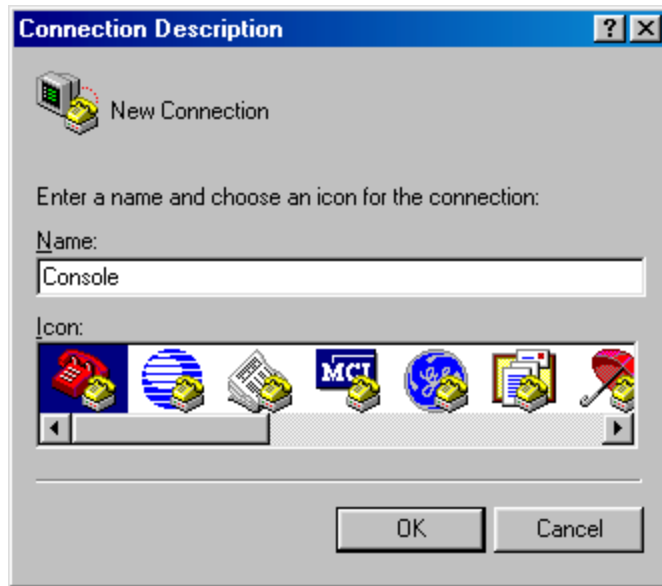 Connection Description
New Connection
Enter a name and choose an icon for the connection:
Name:
Console
Icon:
MCI
OK Cancel